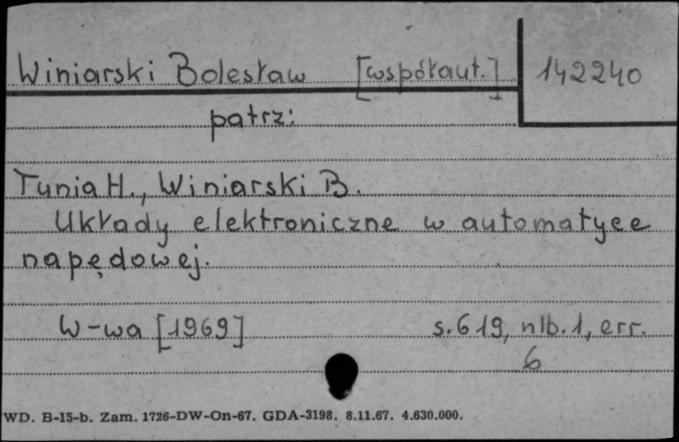 Winiarski Bolesław [współaut.] 142240
patrz:
Tunia H., Winiarski B.
Układy elektroniczne w automatyce
napędowej.
W-wa [1969] s. 619, nlb. 1, err.
6
WD. B-15-b. Zam. 1726-DW-On-67. GDA-3198. 8.11.67. 4.630.000.